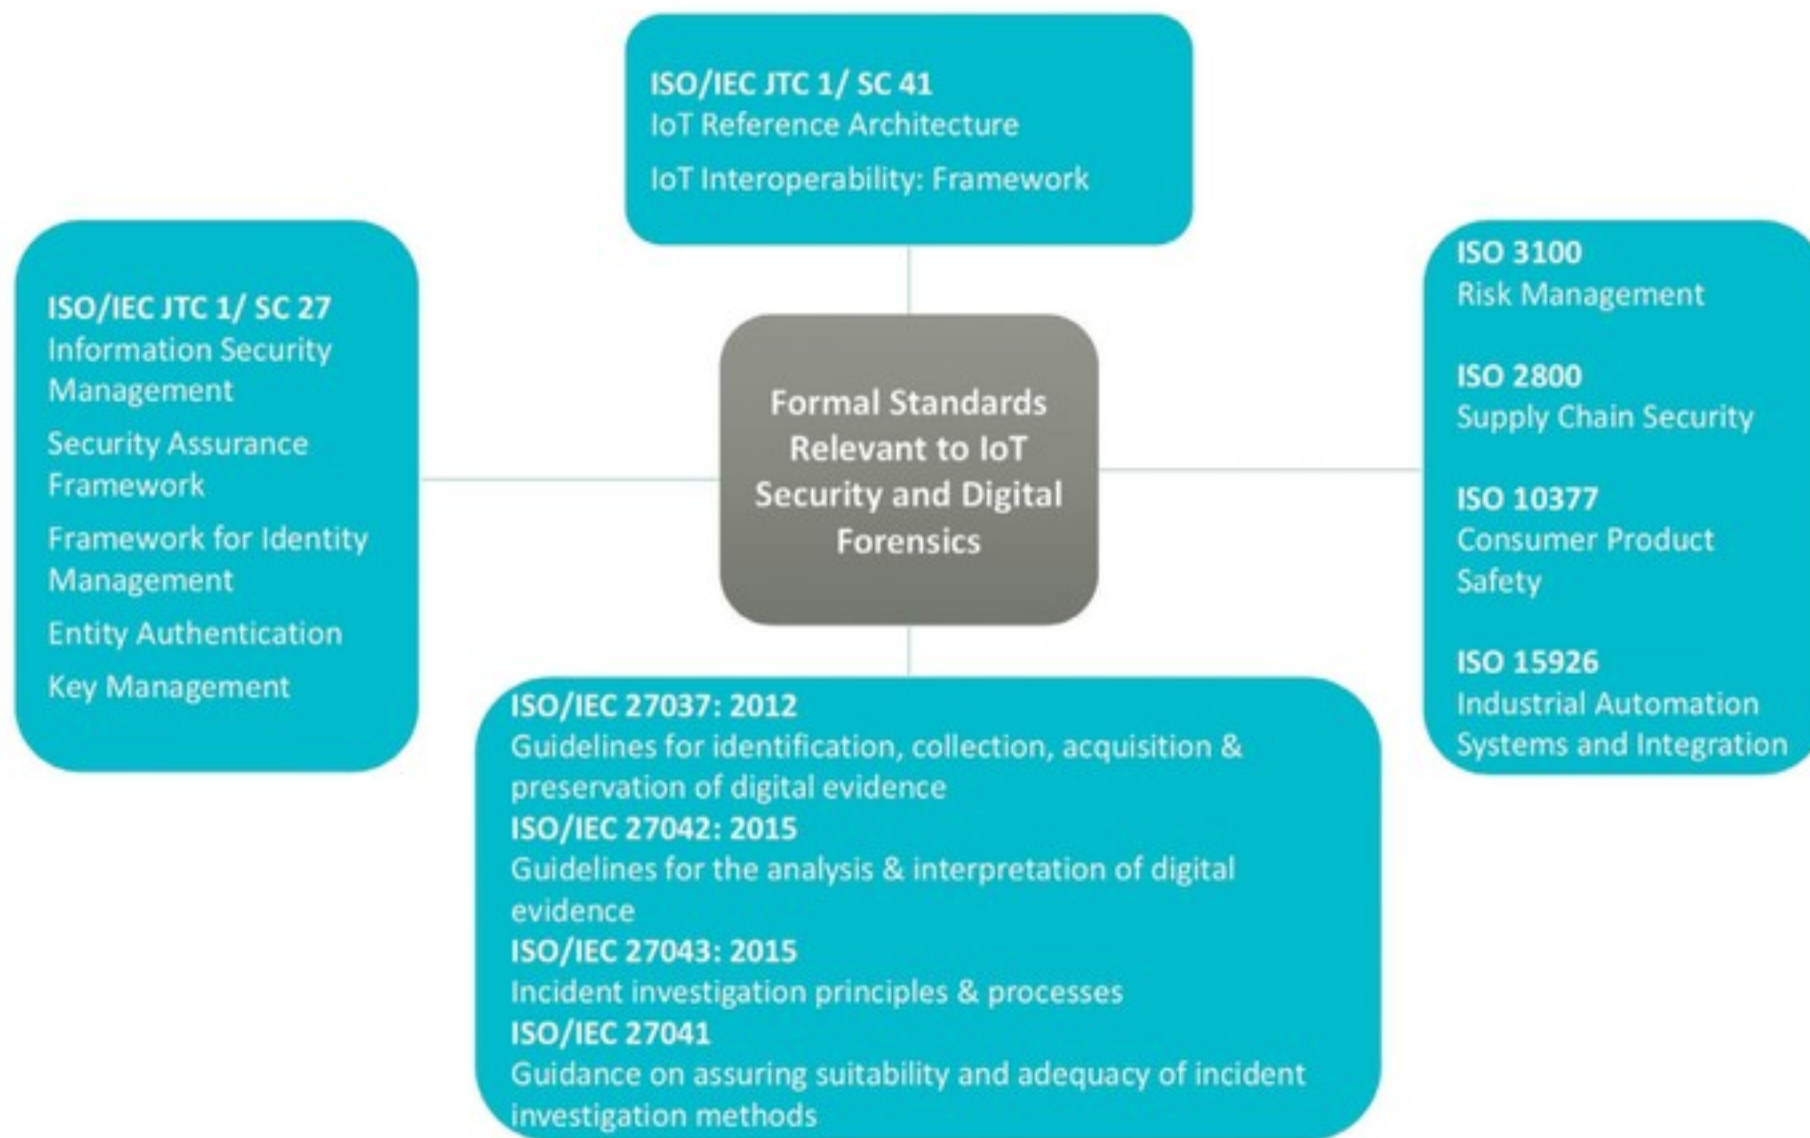 ISO/IEC JTC 1/ SC 41
IoT Reference Architecture
IoT Interoperability: Framework
ISO/IEC JTC 1/ SC 27
Information Security
Management
Security Assurance
Framework
Framework for Identity
Management
Entity Authentication
Key Management
Formal Standards
Relevant to IoT
Security and Digital
Forensics
ISO 3100
Risk Management
ISO 2800
Supply Chain Security
ISO 10377
Consumer Product
Safety
ISO 15926
Industrial Automation
Systems and Integration
ISO/IEC 27037: 2012
Guidelines for identification, collection, acquisition &
preservation of digital evidence
ISO/IEC 27042: 2015
Guidelines for the analysis & interpretation of digital
evidence
ISO/IEC 27043: 2015
Incident investigation principles & processes
ISO/IEC 27041
Guidance on assuring suitability and adequacy of incident
investigation methods